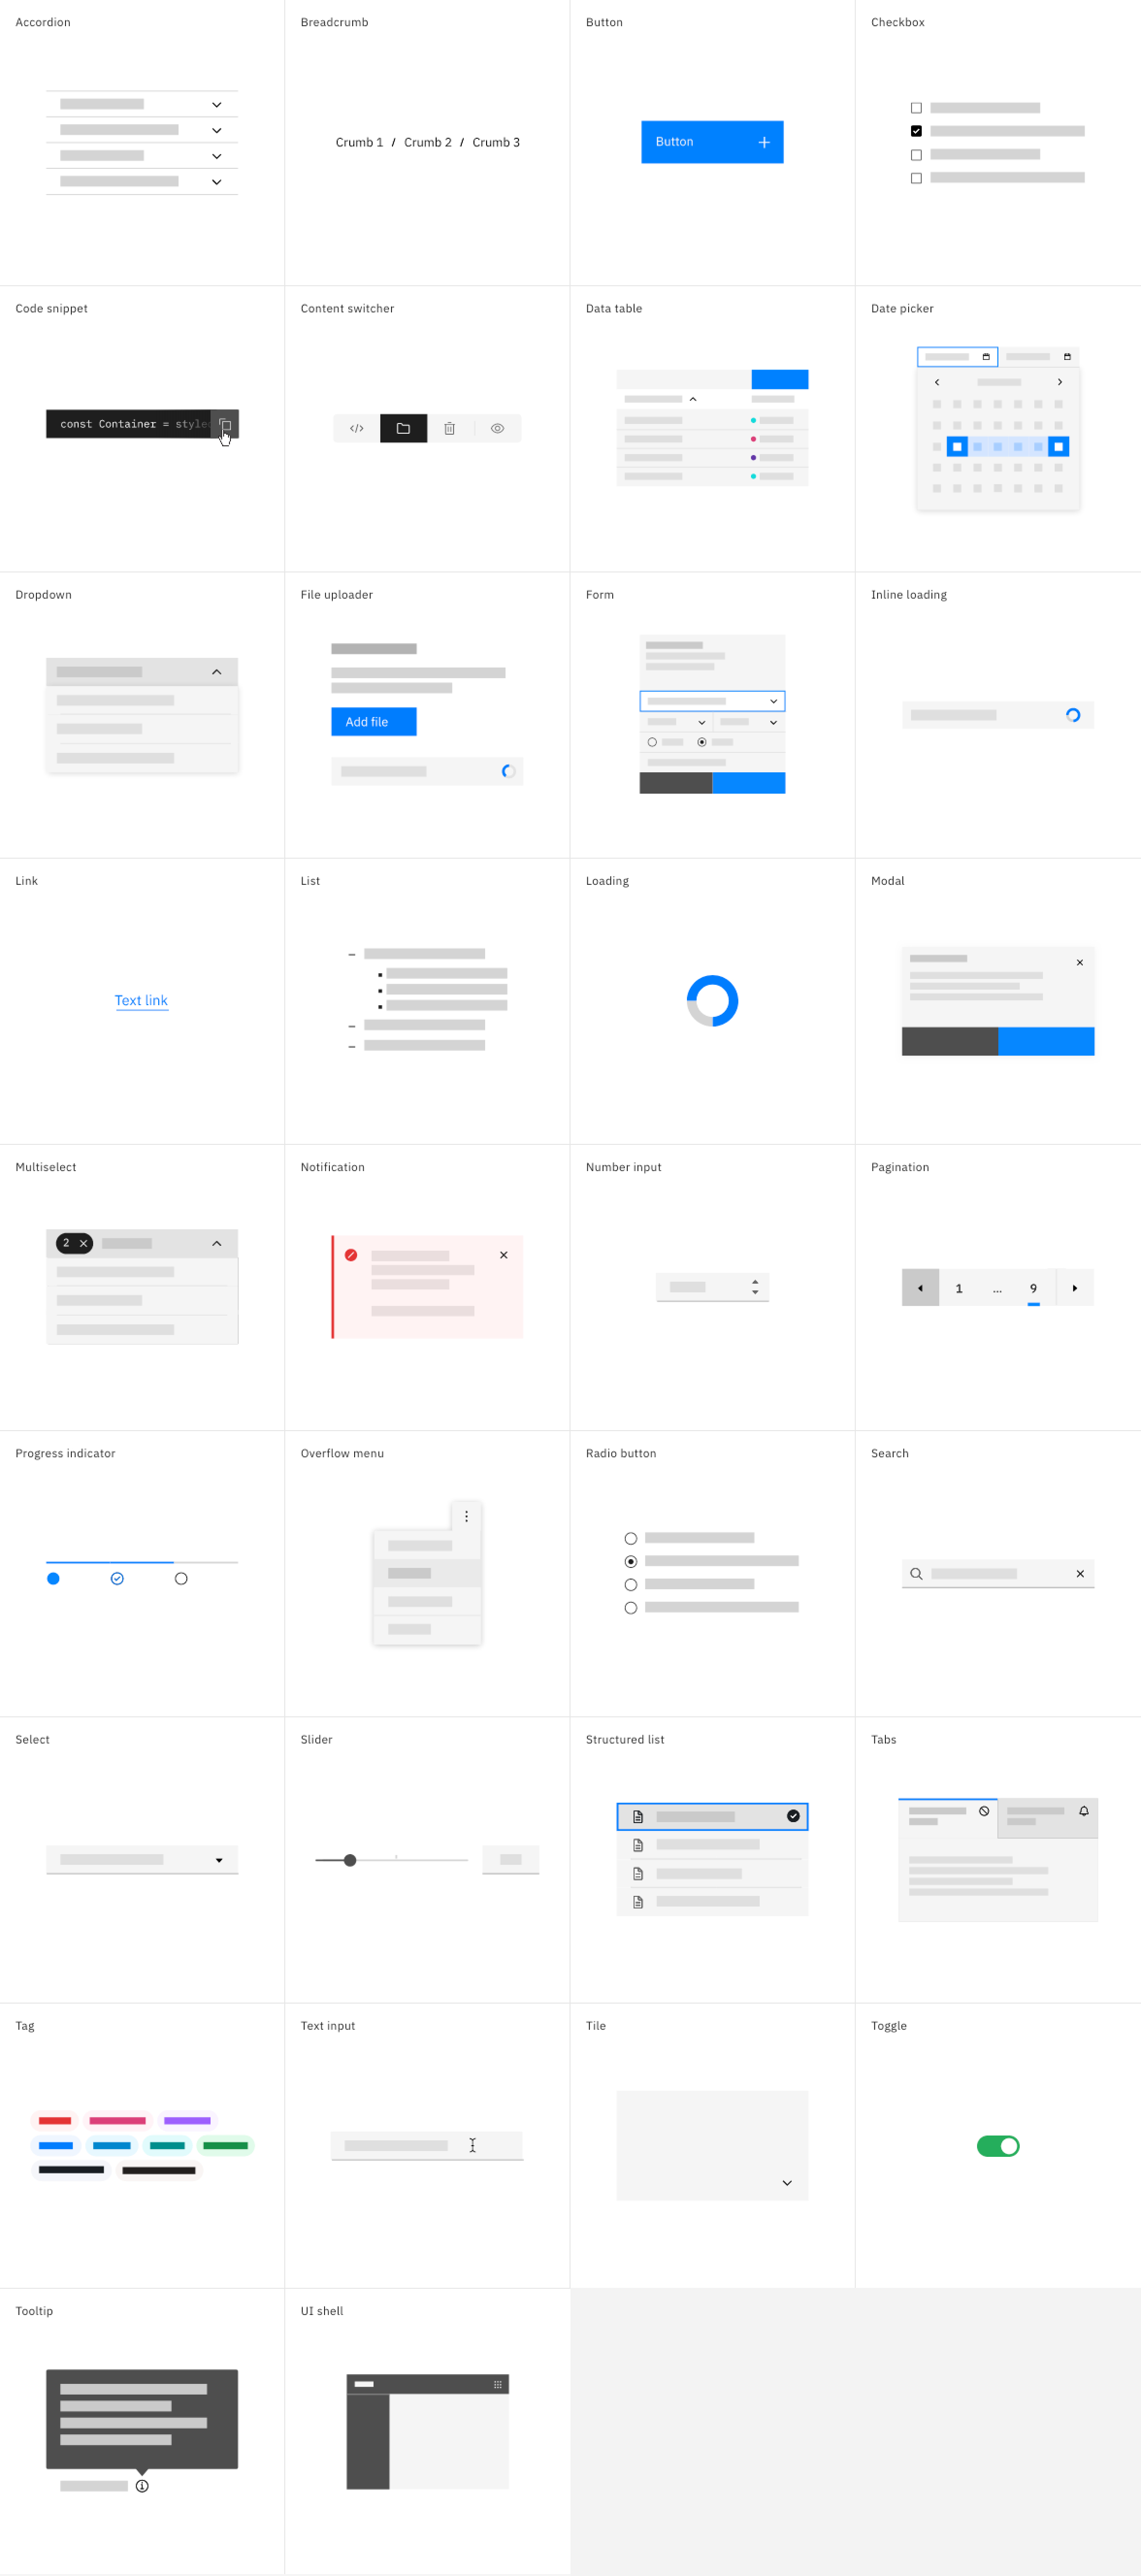 Accordion
Breadcrumb
Button
Checkbox
Crumb 1 / Crumb 2 / Crumb 3
Button
Code snippet
Content switcher
Data table
Date picker
const Container = style
</>
Dropdown
File uploader
Form
Inline loading
Add file
Link
List
Loading
Modal
Text link
Multiselect
Notification
Number input
Pagination
2
1 ... 9
Progress indicator
Overflow menu
Radio button
Search
Select
Slider
Structured list
Tabs
Tag
Text input
Tile
Toggle
Tooltip
UI shell